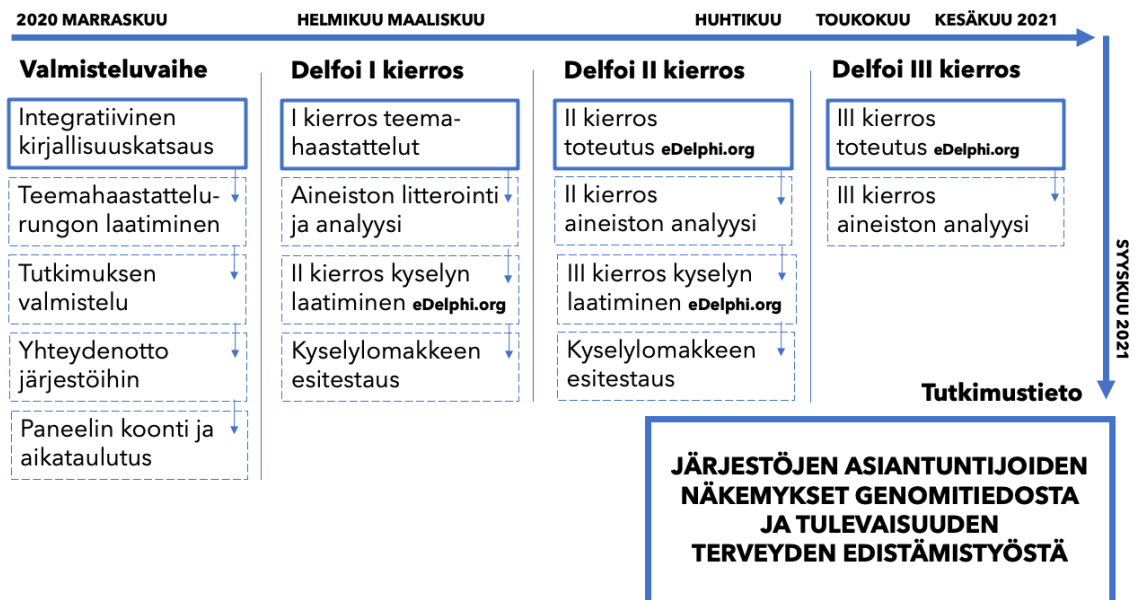 2020 MARRASKUU HELMIKUU MAALISKUU HUHTIKUU TOUKOKUU KESÄKUU 2021
Valmisteluvaihe
Integratiivinen
kirjallisuuskatsaus
Teemahaastattelu-
rungon laatiminen
Tutkimuksen
valmistelu
Yhteydenotto
järjestöihin
Paneelin koonti ja
aikataulutus
Delfoi I kierros
I kierros teema-
haastattelut
Aineiston litterointi
ja analyysi
II kierros kyselyn
laatiminen eDelphi.org
Kyselylomakkeen
esitestaus
Delfoi II kierros
II kierros
toteutus eDelphi.org
II kierros
aineiston analyysi
III kierros kyselyn
laatiminen eDelphi.org
Kyselylomakkeen
esitestaus
Delfoi III kierros
III kierros
toteutus eDelphi.org
III kierros
aineiston analyysi
SYYSKUU 2021
Tutkimustieto
JÄRJESTÖJEN ASIANTUNTIJOIDEN
NÄKEMYKSET GENOMITIEDOSTA
JA TULEVAISUUDEN
TERVEYDEN EDISTÄMISTYÖSTÄ